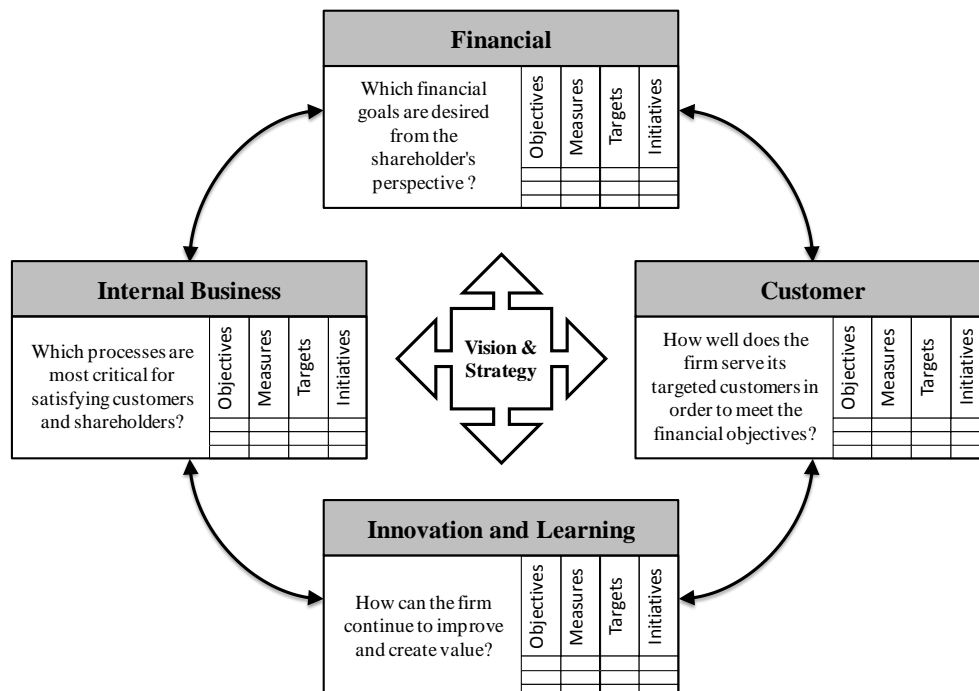 Financial
Which financial
goals are desired
from the
shareholder's
perspective ?
Objectives
Measures
Targets
Initiatives
Internal Business
Which processes are
most critical for
satisfying customers
and shareholders?
Objectives
Measures
Targets
Initiatives
Vision &
Strategy
Customer
How well does the
firm serve its
targeted customers in
order to meet the
financial objectives?
Objectives
Measures
Targets
Initiatives
Innovation and Learning
How can the firm
continue to improve
and create value?
Objectives
Measures
Targets
Initiatives